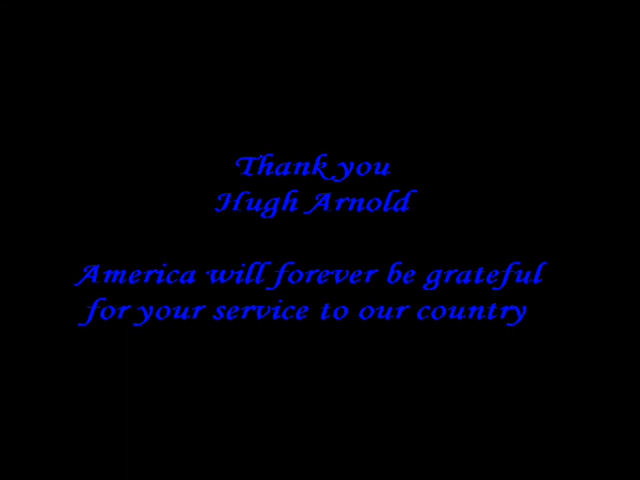 Thank you
Hugh Arnold
America will forever be grateful
for your service to our country